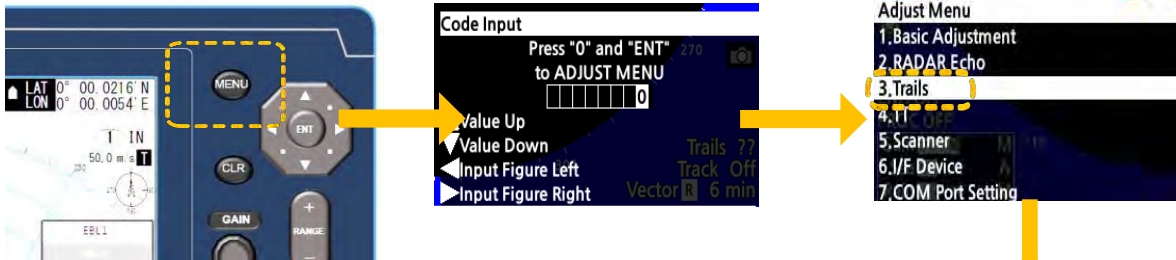 LAT 0° 00.0216' N
LON 0° 00.0054' E
T IN
50.0 m s T
EBL1
MENU
ENT
CLR
GAIN
+
RANGE
Code Input
Press "0" and "ENT"
to ADJUST MENU
0
270
Value Up
Value Down
Input Figure Left
Input Figure Right
Trails ??
Track Off
Vector R 6 min
Adjust Menu
1.Basic Adjustment
2.RADAR Echo
3.Trails
4.TT
5.Scanner
6.I/F Device
7.COM Port Setting